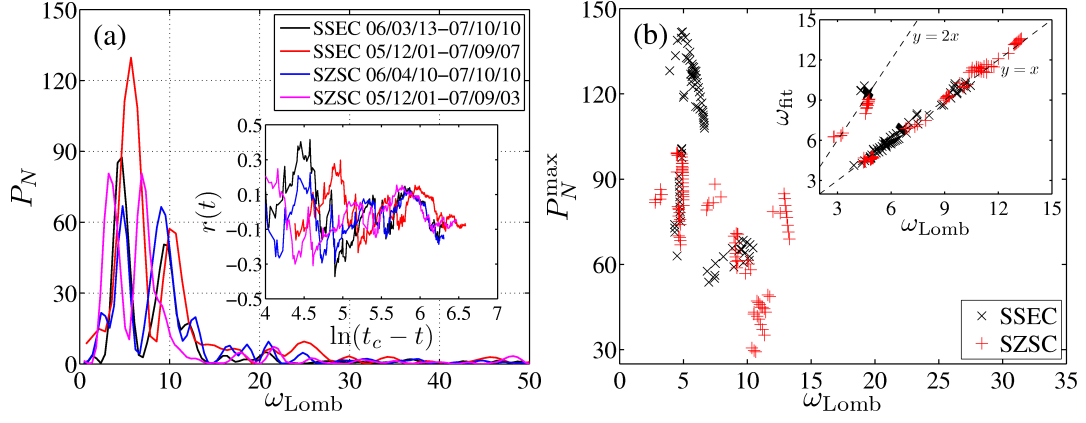 (a)
SSEC 06/03/13−07/10/10
SSEC 05/12/01−07/09/07
SZSC 06/04/10−07/10/10
SZSC 05/12/01−07/09/03
P_N
150
120
90
60
30
0
0 10 20 30 40 50
ω_Lomb
r(t)
0.5
0.3
0.1
−0.1
−0.3
−0.5
4 4.5 5 5.5 6 6.5 7
ln(t_c − t)
(b)
P_N^max
150
120
90
60
30
0 5 10 15 20 25 30 35
ω_Lomb
× SSEC
+ SZSC
ω_fit
15
12
9
6
3
3 6 9 12 15
ω_Lomb
y = 2x
y = x